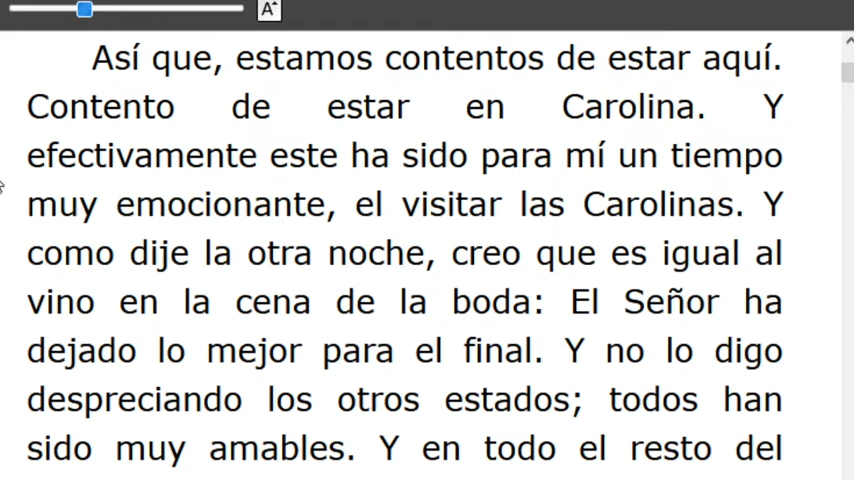 A
Así que, estamos contentos de estar aquí.
Contento de estar en Carolina. Y
efectivamente este ha sido para mí un tiempo
muy emocionante, el visitar las Carolinas. Y
como dije la otra noche, creo que es igual al
vino en la cena de la boda: El Señor ha
dejado lo mejor para el final. Y no lo digo
despreciando los otros estados; todos han
sido muy amables. Y en todo el resto del